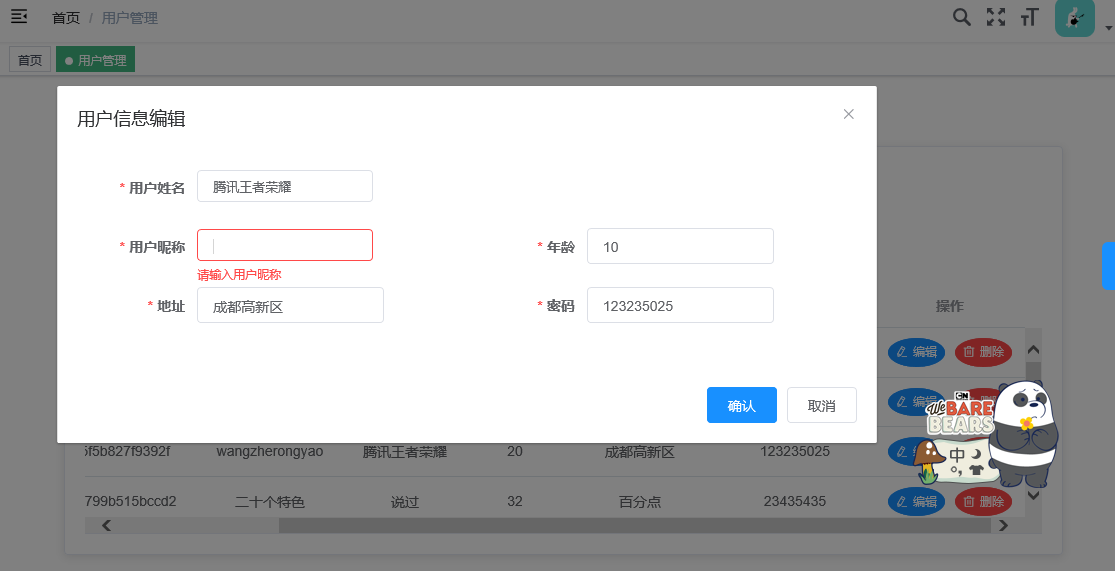 首页 / 用户管理
首页
用户管理
用户信息编辑
* 用户姓名 腾讯王者荣耀
* 用户昵称
* 年龄 10
请输入用户昵称
* 地址 成都高新区
* 密码 123235025
操作
编辑 删除
确认 取消
编辑 删除
CN
We BARE BEARS
中
5f5b827f9392f wangzherongyao 腾讯王者荣耀 20 成都高新区 123235025
799b515bccd2 二十个特色 说过 32 百分点 23435435 编辑 删除